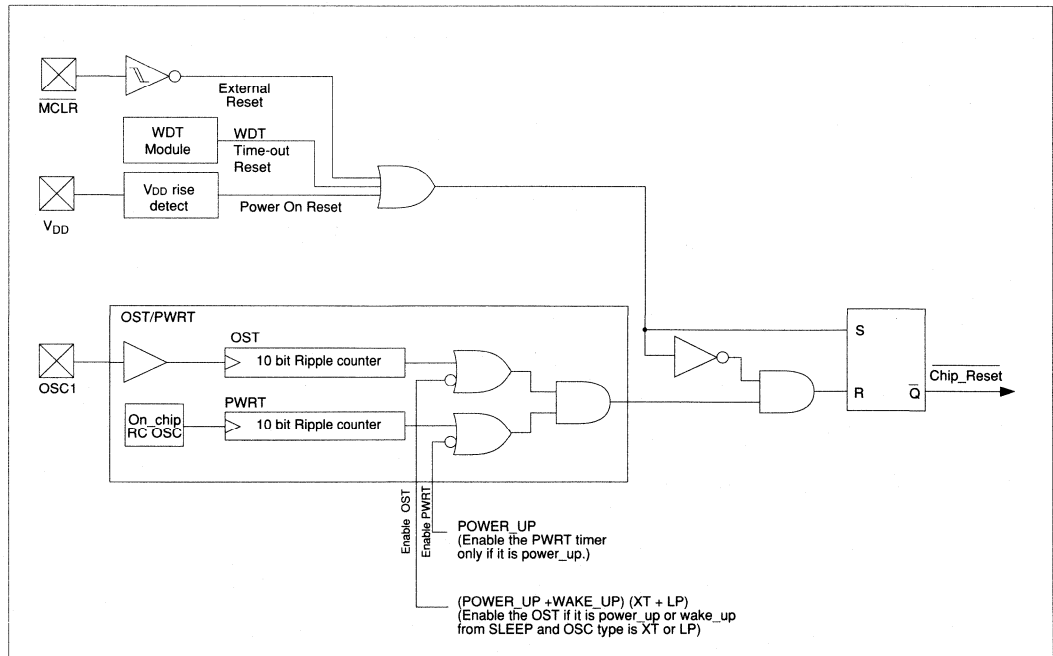 MCLR
External
Reset
WDT
Module
WDT
Time-out
Reset
VDD rise
detect
Power On Reset
VDD
OST/PWRT
OST
10 bit Ripple counter
OSC1
PWRT
On_chip
RC OSC
10 bit Ripple counter
S
R
Q
Chip_Reset
Enable OST
Enable PWRT
POWER_UP
(Enable the PWRT timer
only if it is power_up.)
(POWER_UP +WAKE_UP) (XT + LP)
(Enable the OST if it is power_up or wake_up
from SLEEP and OSC type is XT or LP)